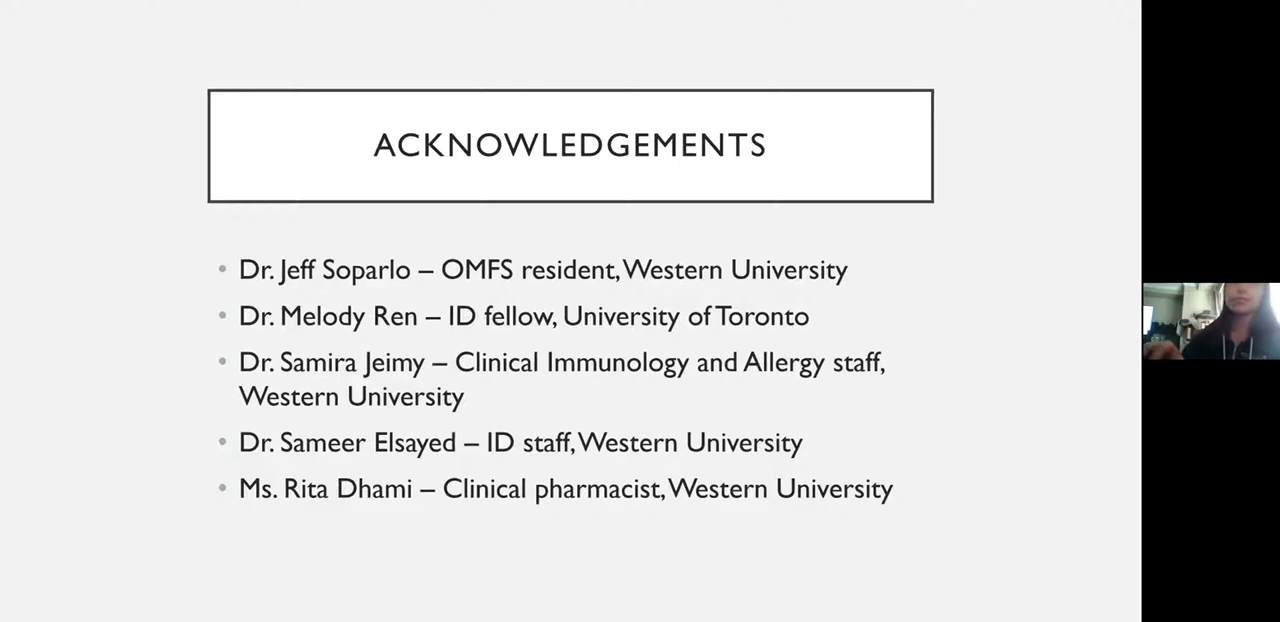 ACKNOWLEDGEMENTS
• Dr. Jeff Soparlo – OMFS resident, Western University
• Dr. Melody Ren – ID fellow, University of Toronto
• Dr. Samira Jeimy – Clinical Immunology and Allergy staff,
Western University
• Dr. Sameer Elsayed – ID staff, Western University
• Ms. Rita Dhami – Clinical pharmacist, Western University